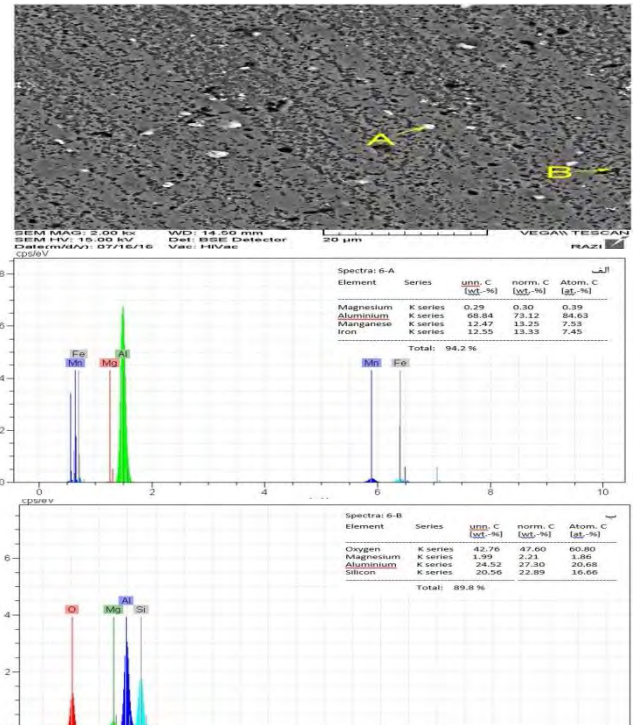 A
B
SEM MAG: 2.00 kx WD: 14.50 mm VEGA\\ TESCAN
SEM HV: 15.00 kV Det: BSE Detector 20 µm
Date(m/d/y): 07/16/16 Vac: HiVac RAZI
cps/eV
Spectra: 6-A الف
Element Series unn. C norm. C Atom. C
[wt.-%] [wt.-%] [at.-%]
Magnesium K series 0.29 0.30 0.39
Aluminium K series 68.84 73.12 84.63
Manganese K series 12.47 13.25 7.53
Iron K series 12.55 13.33 7.45
Total: 94.2 %
Fe Al
Mn Mg Mn Fe
8
6
4
2
0
0 2 4 6 8 10
cps/eV
Spectra: 6-B ب
Element Series unn. C norm. C Atom. C
[wt.-%] [wt.-%] [at.-%]
Oxygen K series 42.76 47.60 60.80
Magnesium K series 1.99 2.21 1.86
Aluminium K series 24.52 27.30 20.68
Silicon K series 20.56 22.89 16.66
Total: 89.8 %
Al
O Mg Si
6
4
2